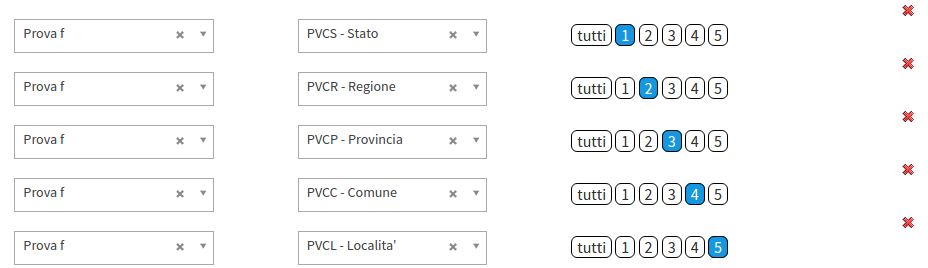 Prova f PVCS - Stato tutti 1 2 3 4 5
Prova f PVCR - Regione tutti 1 2 3 4 5
Prova f PVCP - Provincia tutti 1 2 3 4 5
Prova f PVCC - Comune tutti 1 2 3 4 5
Prova f PVCL - Localita' tutti 1 2 3 4 5